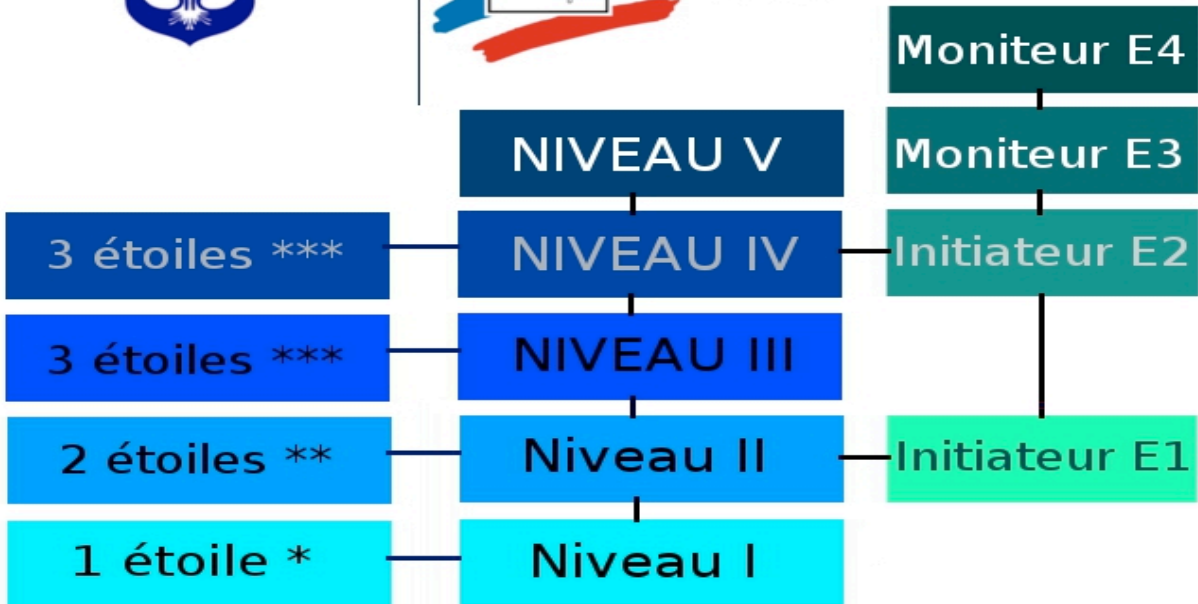 Moniteur E4
NIVEAU V
Moniteur E3
3 étoiles ***
NIVEAU IV
Initiateur E2
3 étoiles ***
NIVEAU III
2 étoiles **
Niveau II
Initiateur E1
1 étoile *
Niveau I